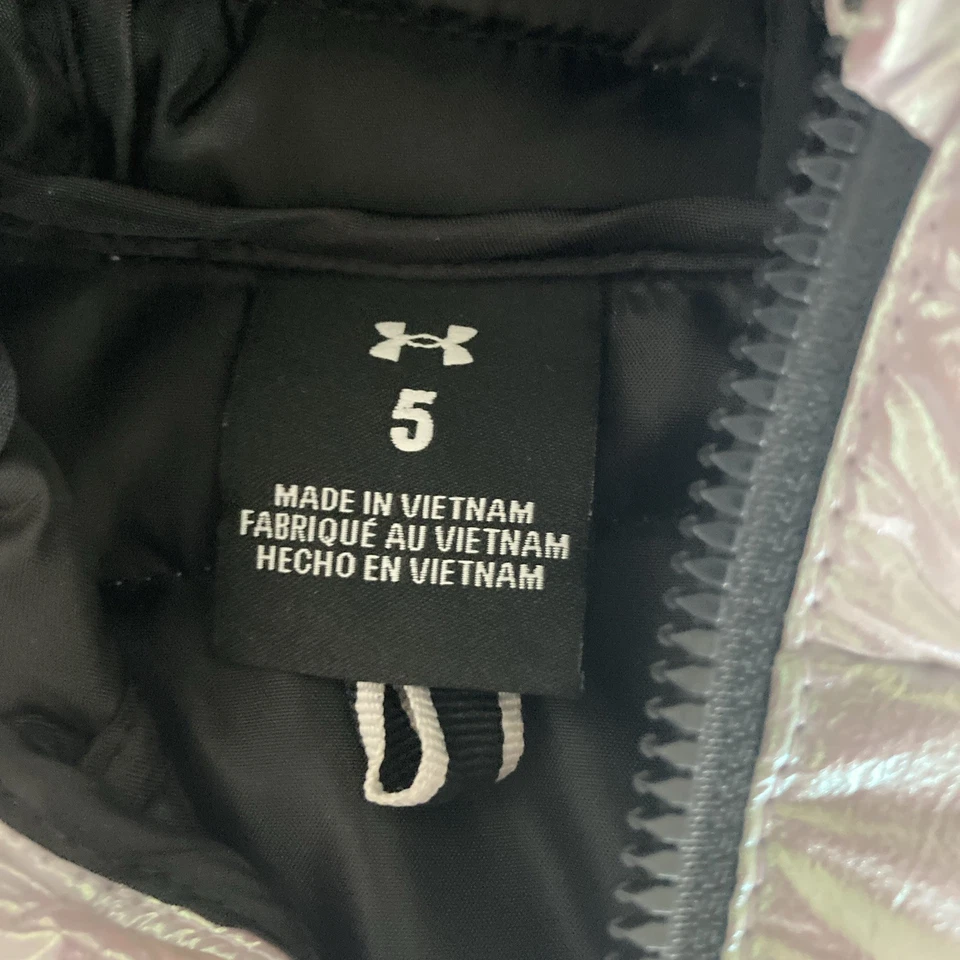 5
MADE IN VIETNAM
FABRIQUÉ AU VIETNAM
HECHO EN VIETNAM